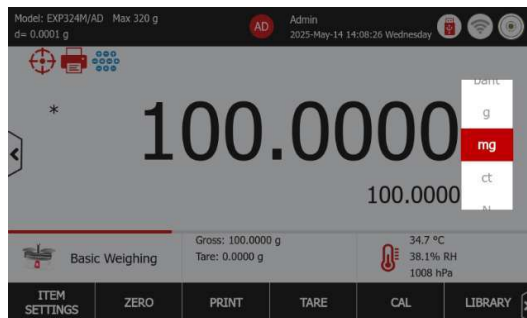 Model: EXP324M/AD Max 320 g
d= 0.0001 g
AD
Admin
2025-May-14 14:08:26 Wednesday
*
100.0000
g
mg
ct
N
100.0000
Basic Weighing
Gross: 100.0000 g
Tare: 0.0000 g
34.7 °C
38.1% RH
1008 hPa
ITEM SETTINGS
ZERO
PRINT
TARE
CAL
LIBRARY